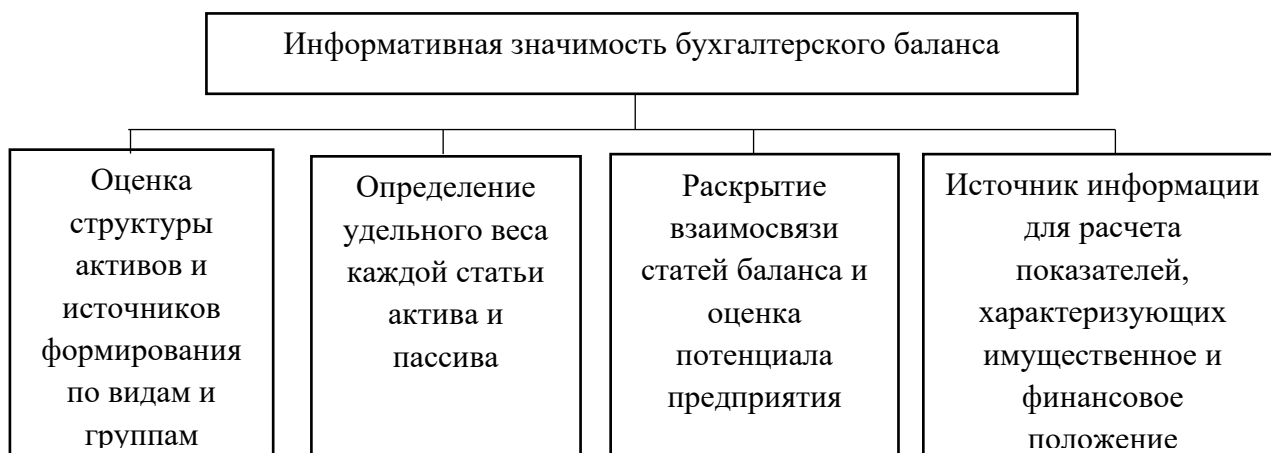 Информативная значимость бухгалтерского баланса
Оценка
структуры
активов и
источников
формирования
по видам и
группам
Определение
удельного веса
каждой статьи
актива и
пассива
Раскрытие
взаимосвязи
статей баланса и
оценка
потенциала
предприятия
Источник информации
для расчета
показателей,
характеризующих
имущественное и
финансовое
положение